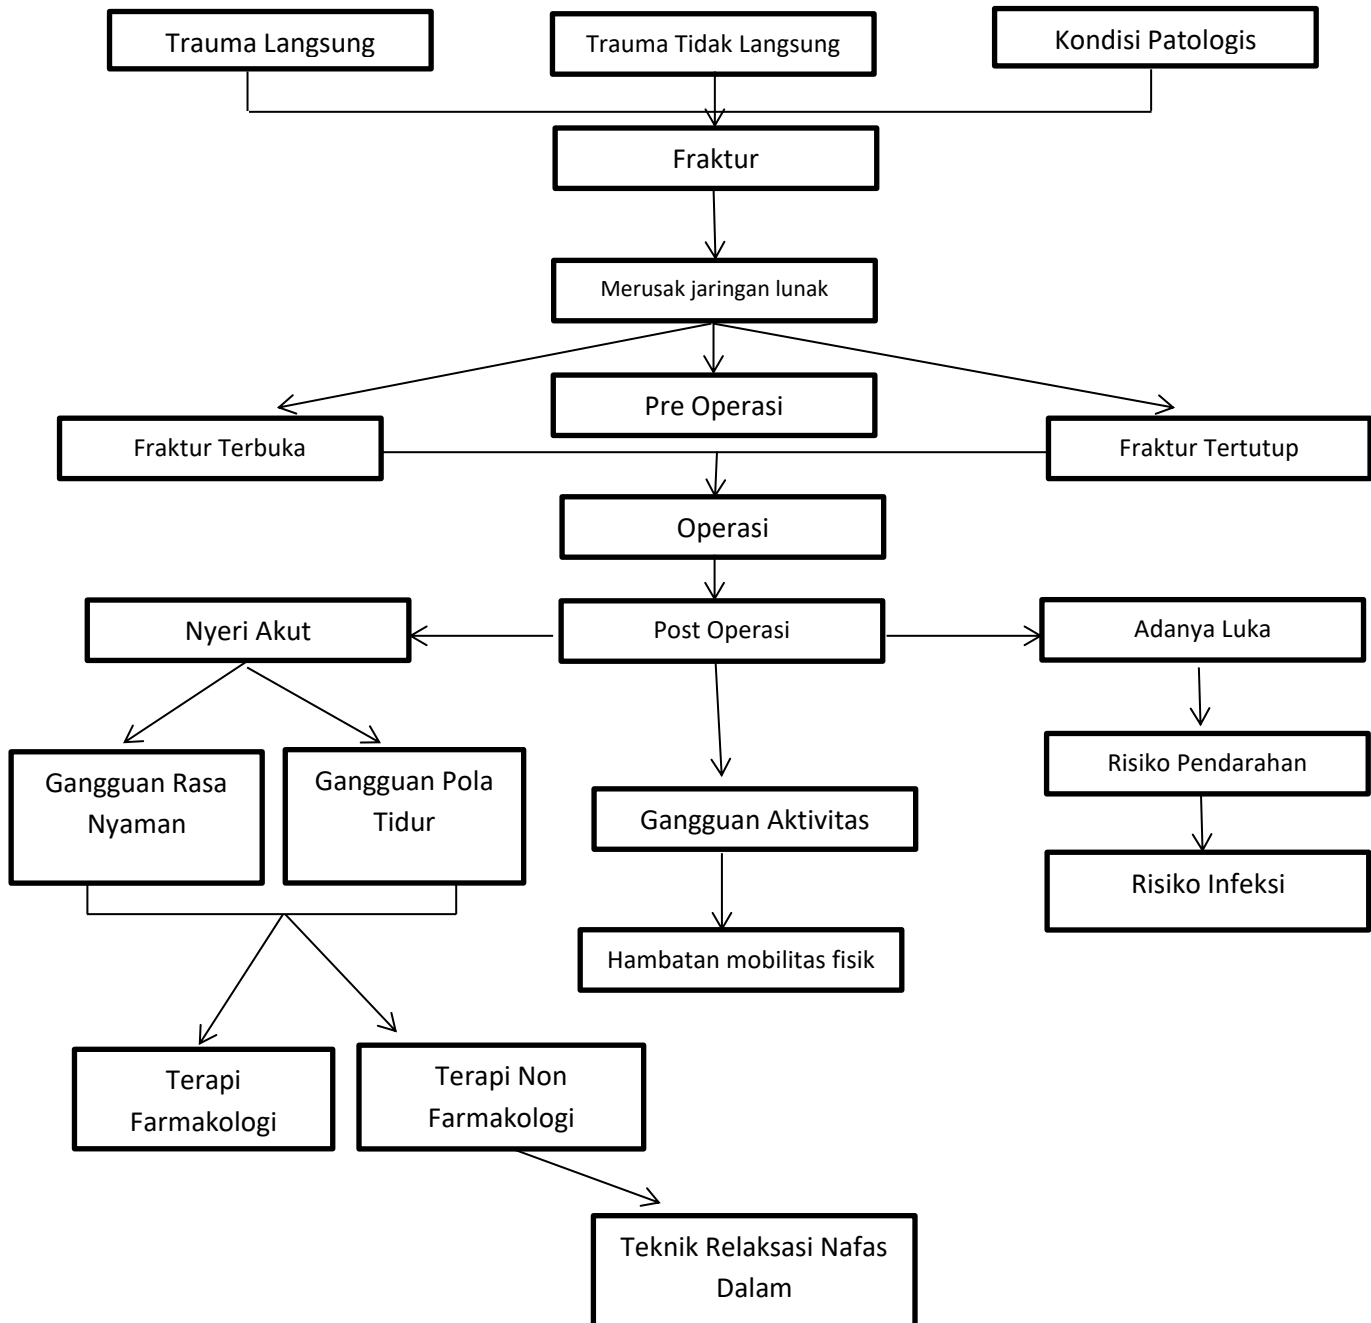 Trauma Langsung
Trauma Tidak Langsung
Kondisi Patologis
Fraktur
Merusak jaringan lunak
Pre Operasi
Fraktur Terbuka
Fraktur Tertutup
Operasi
Nyeri Akut
Post Operasi
Adanya Luka
Gangguan Rasa
Nyaman
Gangguan Pola
Tidur
Gangguan Aktivitas
Risiko Pendarahan
Risiko Infeksi
Hambatan mobilitas fisik
Terapi
Farmakologi
Terapi Non
Farmakologi
Teknik Relaksasi Nafas
Dalam